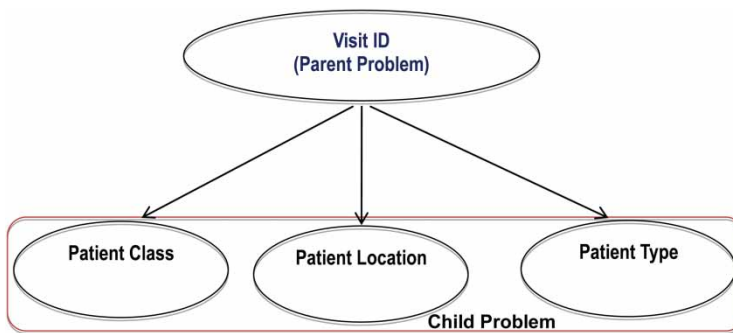 Visit ID
(Parent Problem)
Patient Class
Patient Location
Patient Type
Child Problem